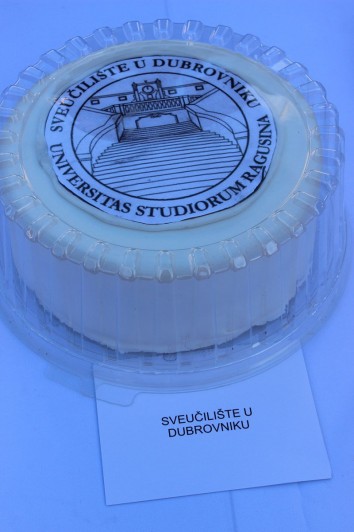 SVEUČILIŠTE U DUBROVNIKU
UNIVERSITAS STUDIORUM RAGUSINA
SVEUČILIŠTE U
DUBROVNIKU